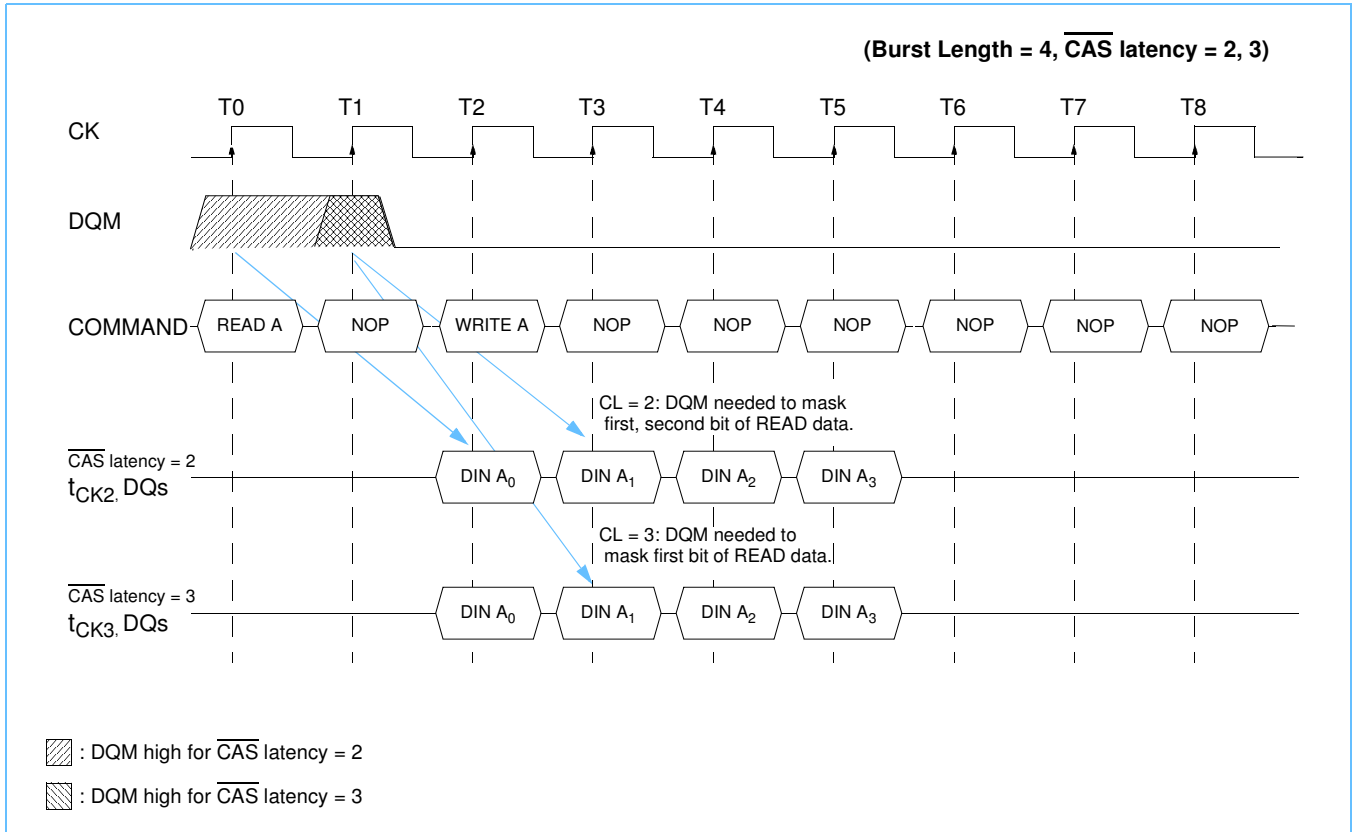 (Burst Length = 4, CAS latency = 2, 3)
T0 T1 T2 T3 T4 T5 T6 T7 T8
CK
DQM
COMMAND READ A NOP WRITE A NOP NOP NOP NOP NOP NOP
CL = 2: DQM needed to mask
first, second bit of READ data.
CAS latency = 2
tCK2, DQs DIN A0 DIN A1 DIN A2 DIN A3
CL = 3: DQM needed to
mask first bit of READ data.
CAS latency = 3
tCK3, DQs DIN A0 DIN A1 DIN A2 DIN A3
: DQM high for CAS latency = 2
: DQM high for CAS latency = 3